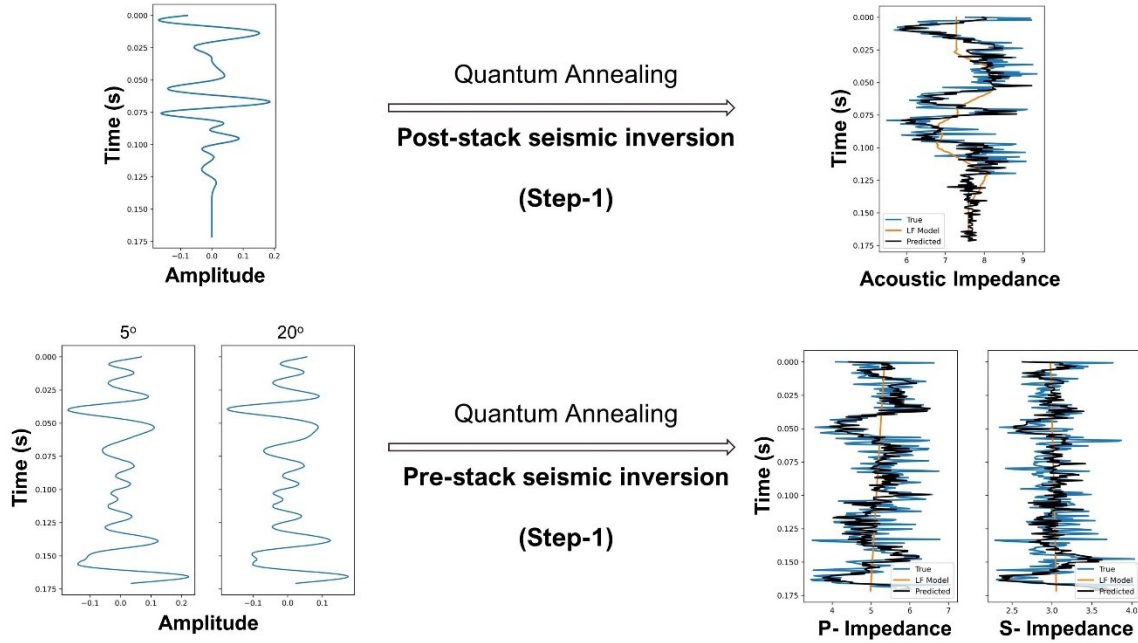 0.000
0.025
0.050
0.075
0.100
0.125
0.150
0.175
Time (s)
−0.1 0.0 0.1 0.2
Amplitude
Quantum Annealing
Post-stack seismic inversion
(Step-1)
0.000
0.025
0.050
0.075
0.100
0.125
0.150
0.175
Time (s)
True
LF Model
Predicted
6 7 8 9
Acoustic Impedance
5o
20o
0.000
0.025
0.050
0.075
0.100
0.125
0.150
0.175
Time (s)
−0.1 0.0 0.1 0.2
−0.1 0.0 0.1
Amplitude
Quantum Annealing
Pre-stack seismic inversion
(Step-1)
0.000
0.025
0.050
0.075
0.100
0.125
0.150
0.175
Time (s)
True
LF Model
Predicted
4 5 6 7
P- Impedance
True
LF Model
Predicted
2.5 3.0 3.5 4.0
S- Impedance